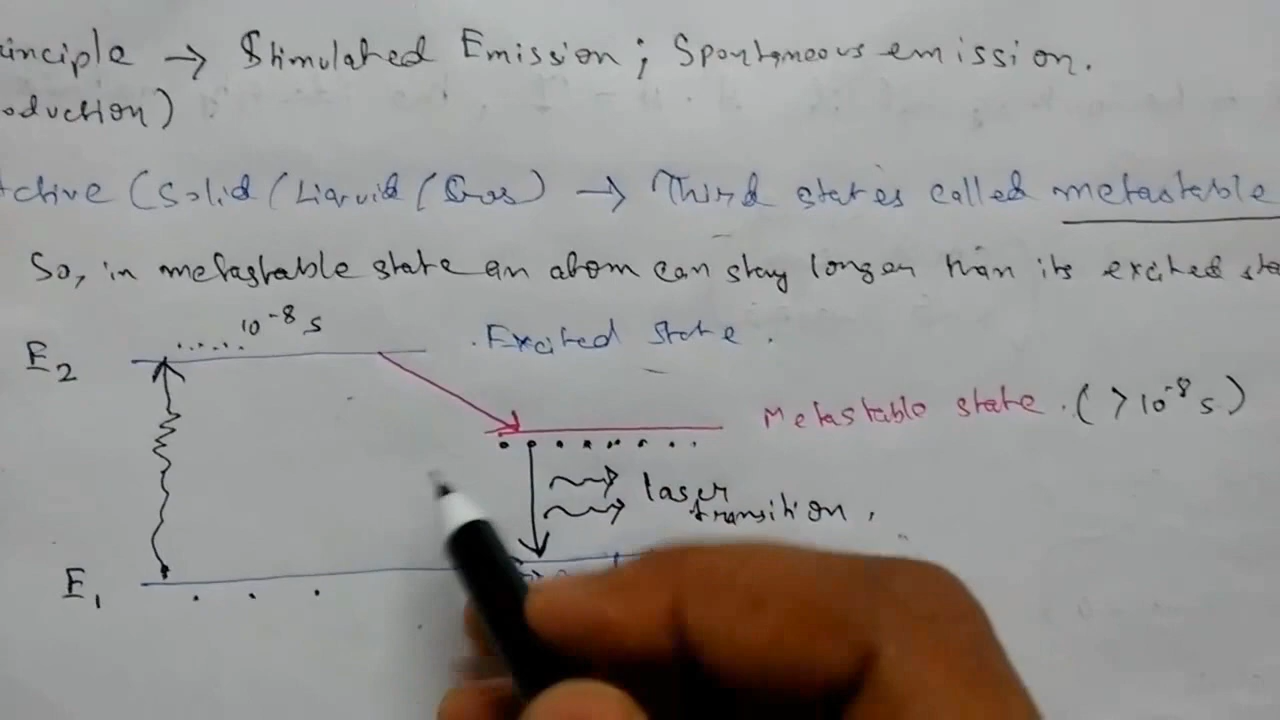 inciple → Stimulated Emission ; Spontaneous emission.
oduction)
Active (Solid / Liquid / Gas) → Third states called metastable
So, in metastable state an atom can stay longer than its excited sta
10⁻⁸ s
E₂ Excited state.
Metastable state. ( > 10⁻⁸ s)
laser
transition.
E₁